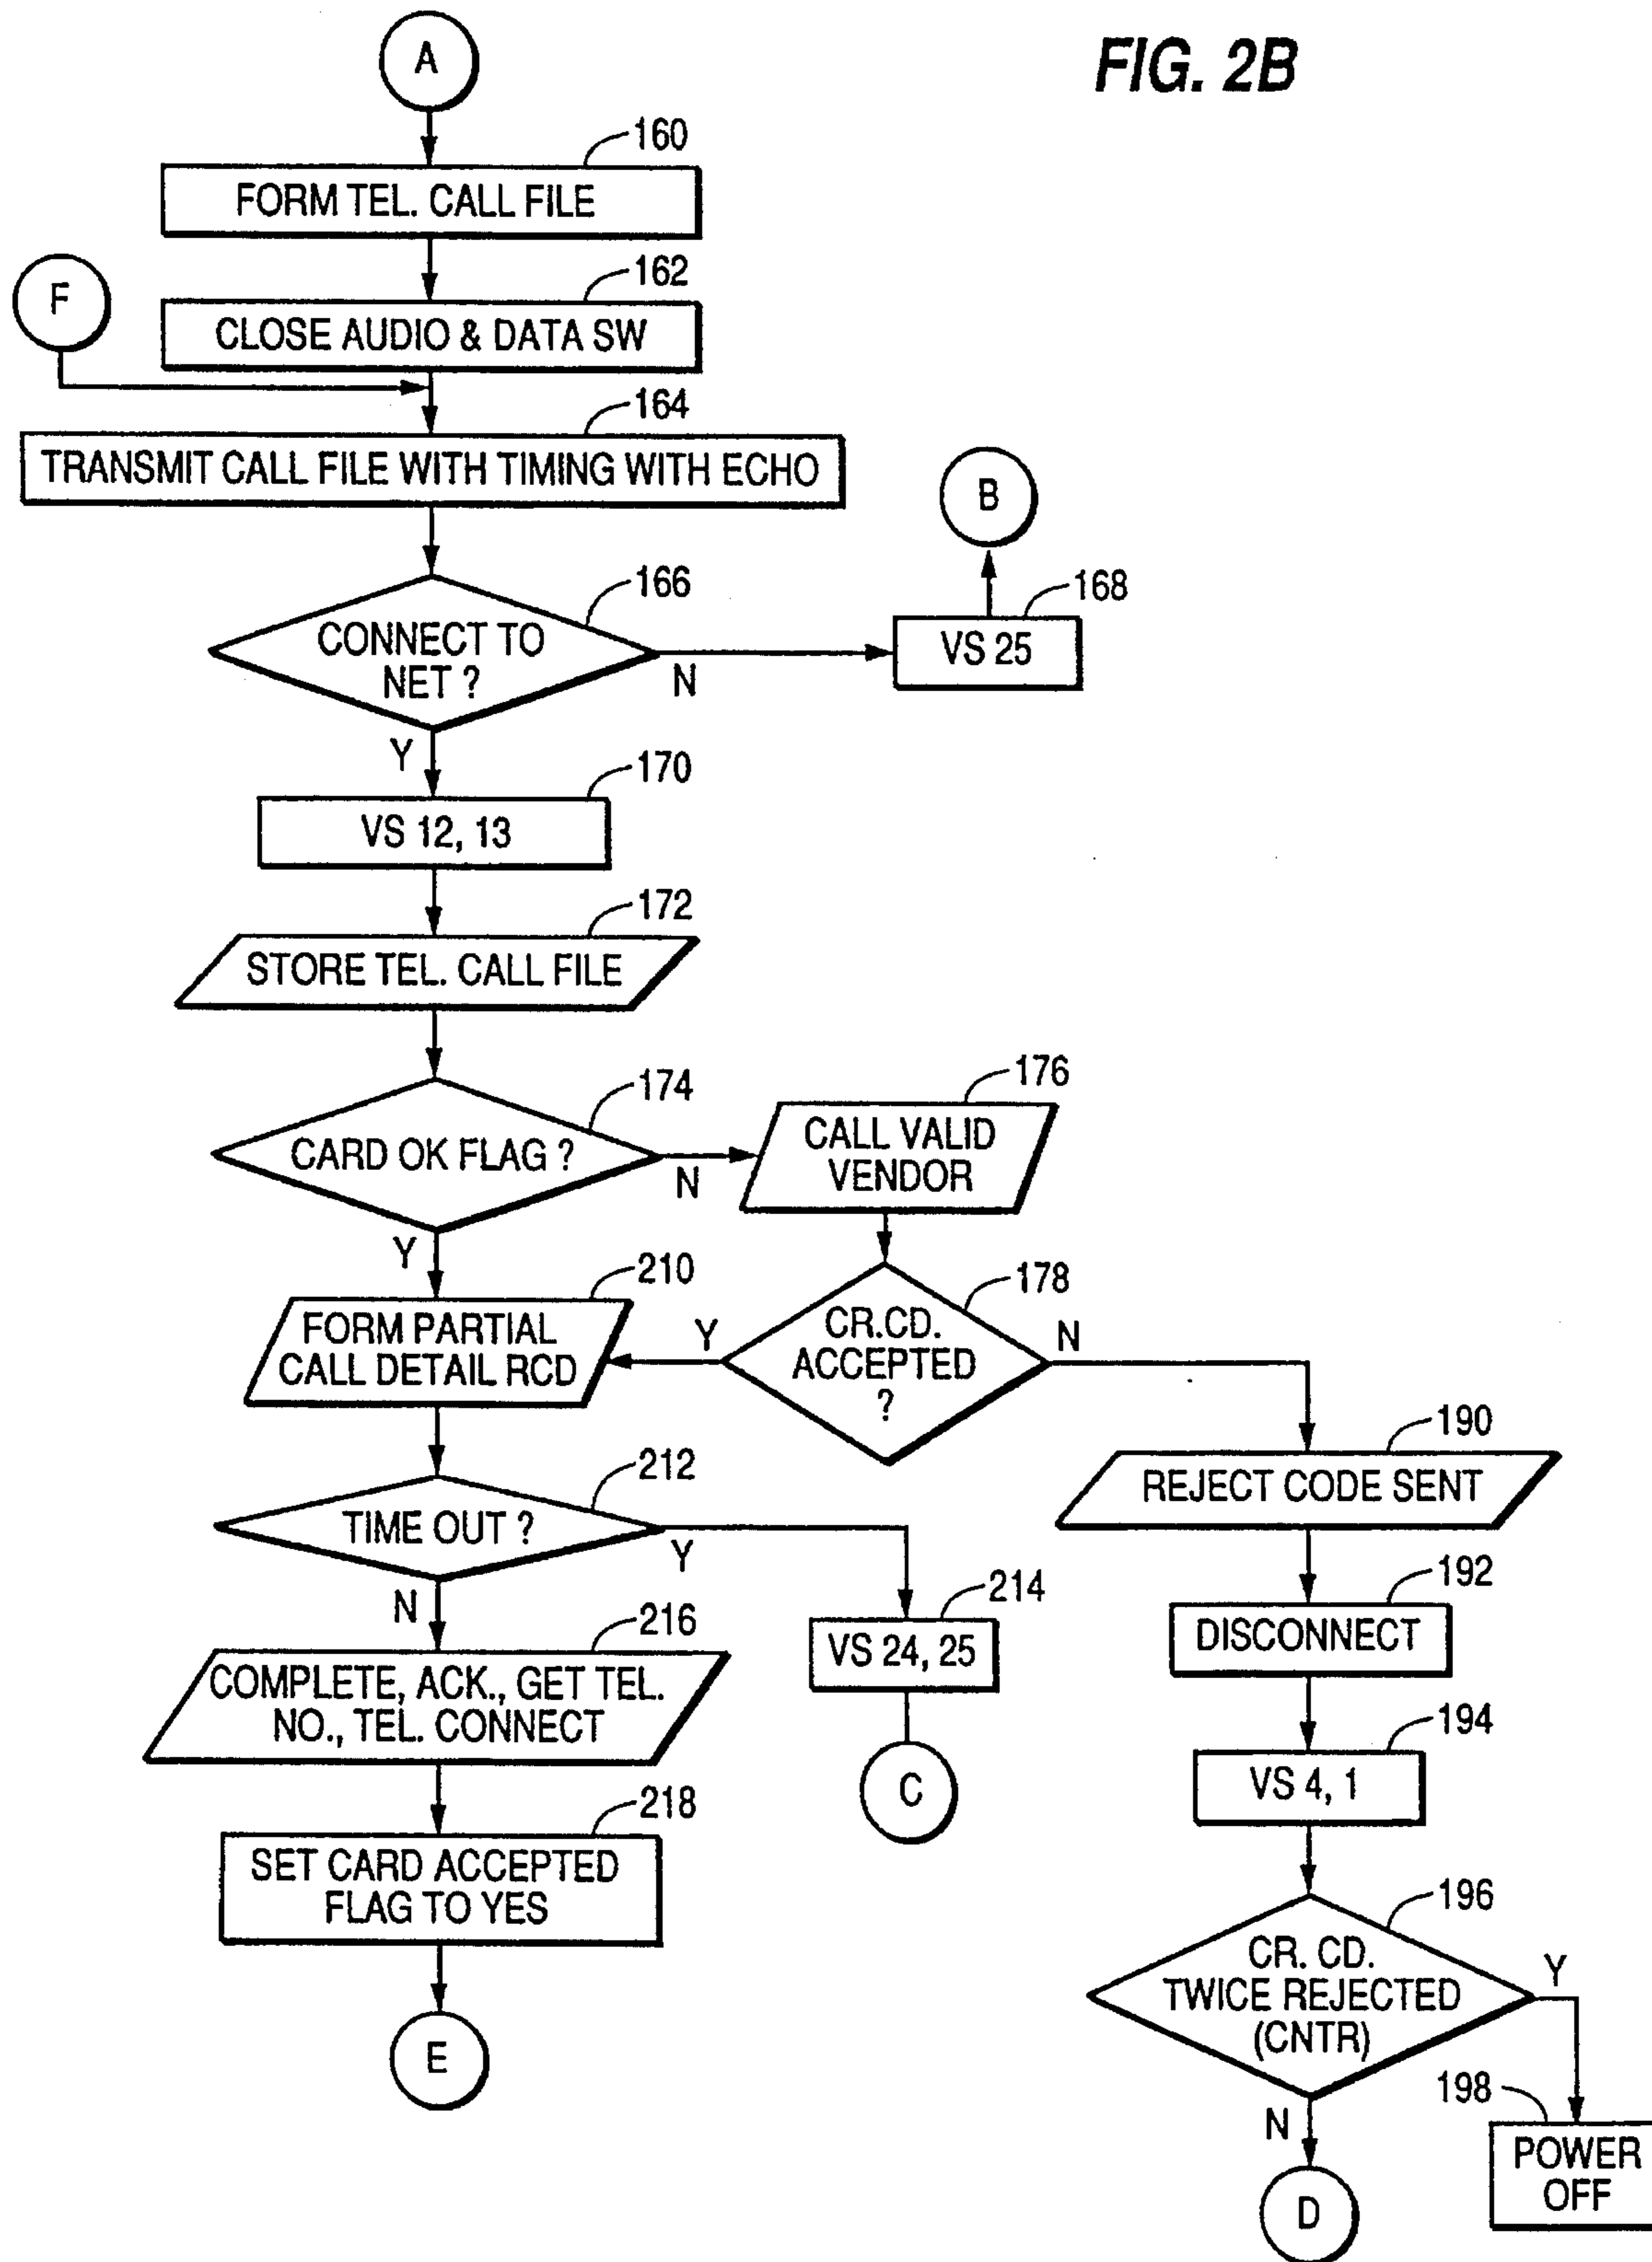 FIG. 2B
A
160
FORM TEL. CALL FILE
162
F
CLOSE AUDIO & DATA SW
164
TRANSMIT CALL FILE WITH TIMING WITH ECHO
B
166
168
CONNECT TO
NET ?
N
VS 25
Y
170
VS 12, 13
172
STORE TEL. CALL FILE
174
CARD OK FLAG ?
N
176
CALL VALID
VENDOR
Y
210
FORM PARTIAL
CALL DETAIL RCD
178
Y
CR.CD.
ACCEPTED
?
N
190
REJECT CODE SENT
212
TIME OUT ?
Y
N
214
VS 24, 25
C
192
DISCONNECT
216
COMPLETE, ACK., GET TEL.
NO., TEL. CONNECT
194
VS 4, 1
218
SET CARD ACCEPTED
FLAG TO YES
E
196
CR. CD.
TWICE REJECTED
(CNTR)
Y
198
POWER
OFF
N
D